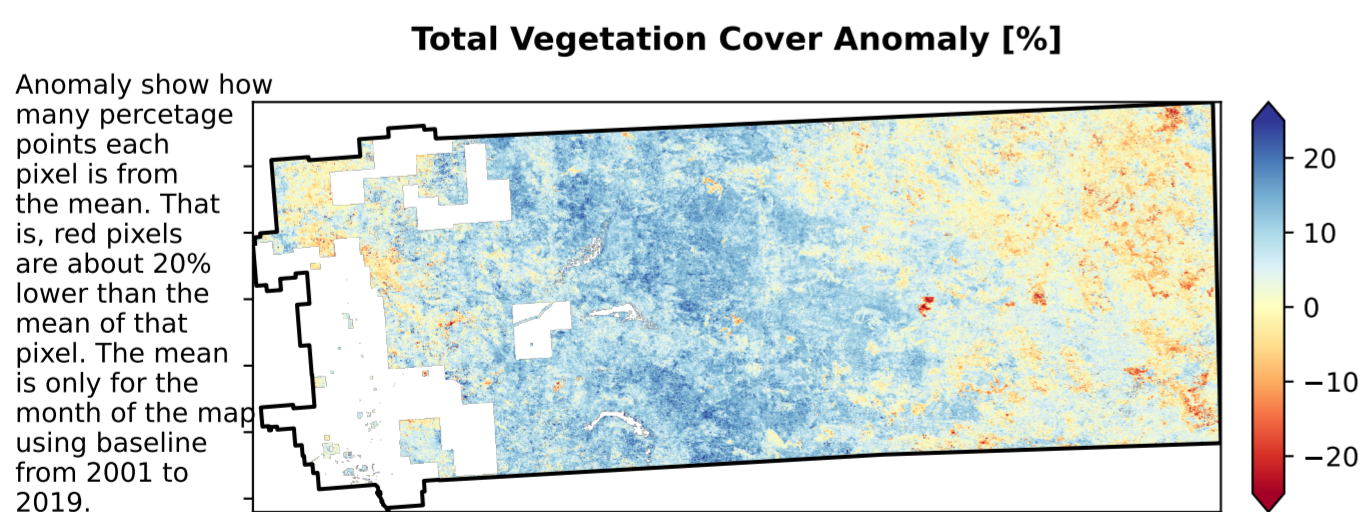 Total Vegetation Cover Anomaly [%]
Anomaly show how
many percetage
points each
pixel is from
the mean. That
is, red pixels
are about 20%
lower than the
mean of that
pixel. The mean
is only for the
month of the map
using baseline
from 2001 to
2019.
20
10
0
−10
−20